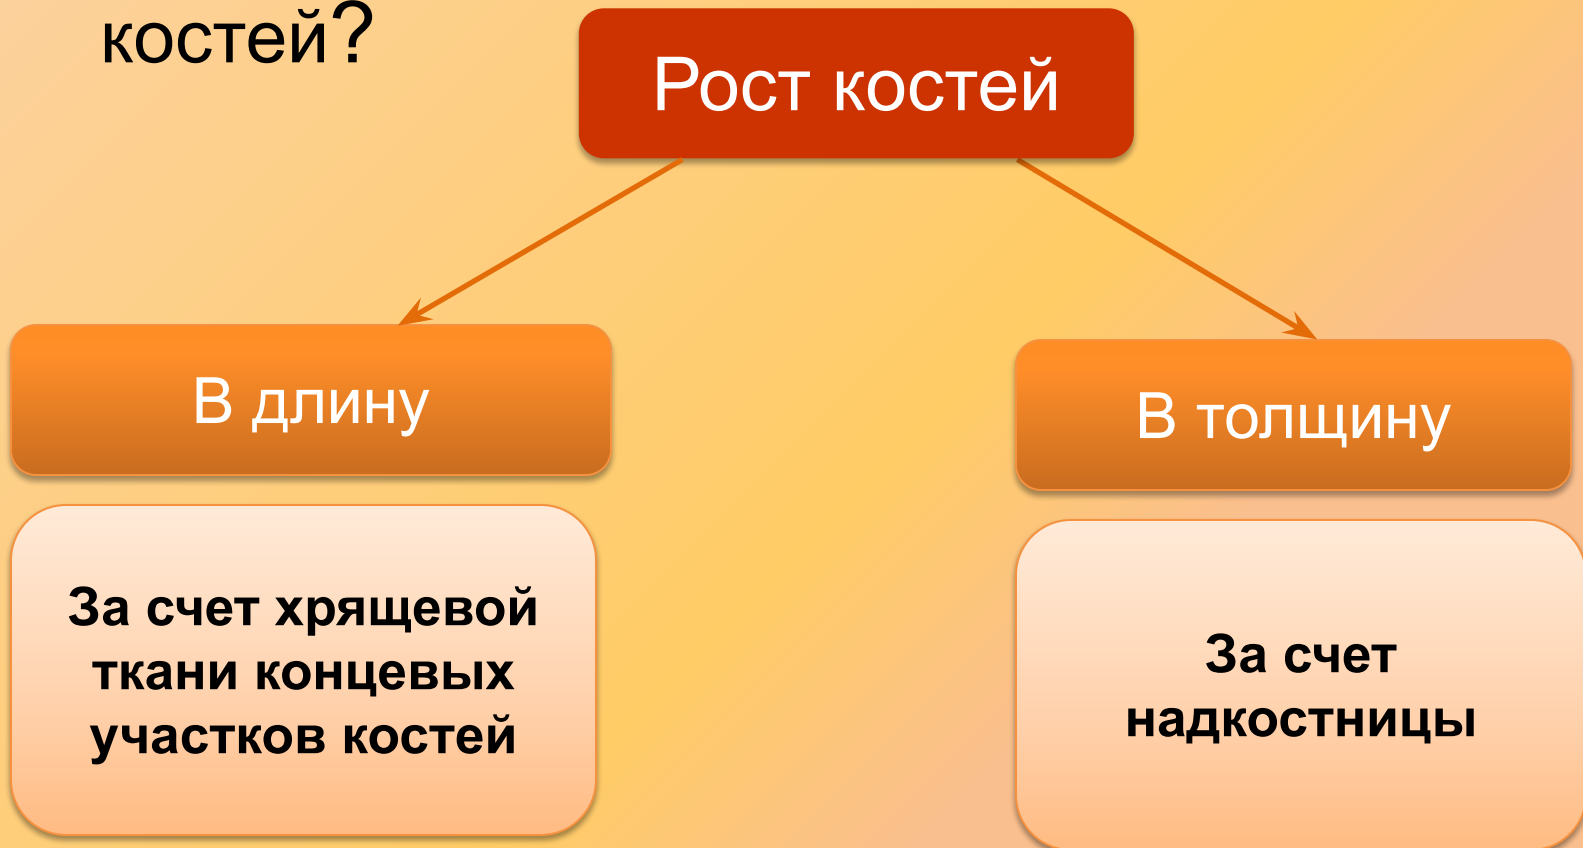 костей?
Рост костей
В длину
В толщину
За счет хрящевой
ткани концевых
участков костей
За счет
надкостницы